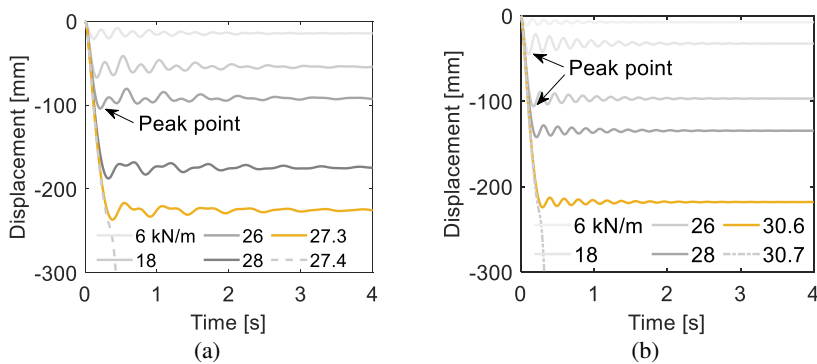 0
-100
-200
-300
Displacement [mm]
Peak point
6 kN/m 26 27.3
18 28 27.4
0 1 2 3 4
Time [s]
(a)
0
-100
-200
-300
Displacement [mm]
Peak point
6 kN/m 26 30.6
18 28 30.7
0 1 2 3 4
Time [s]
(b)